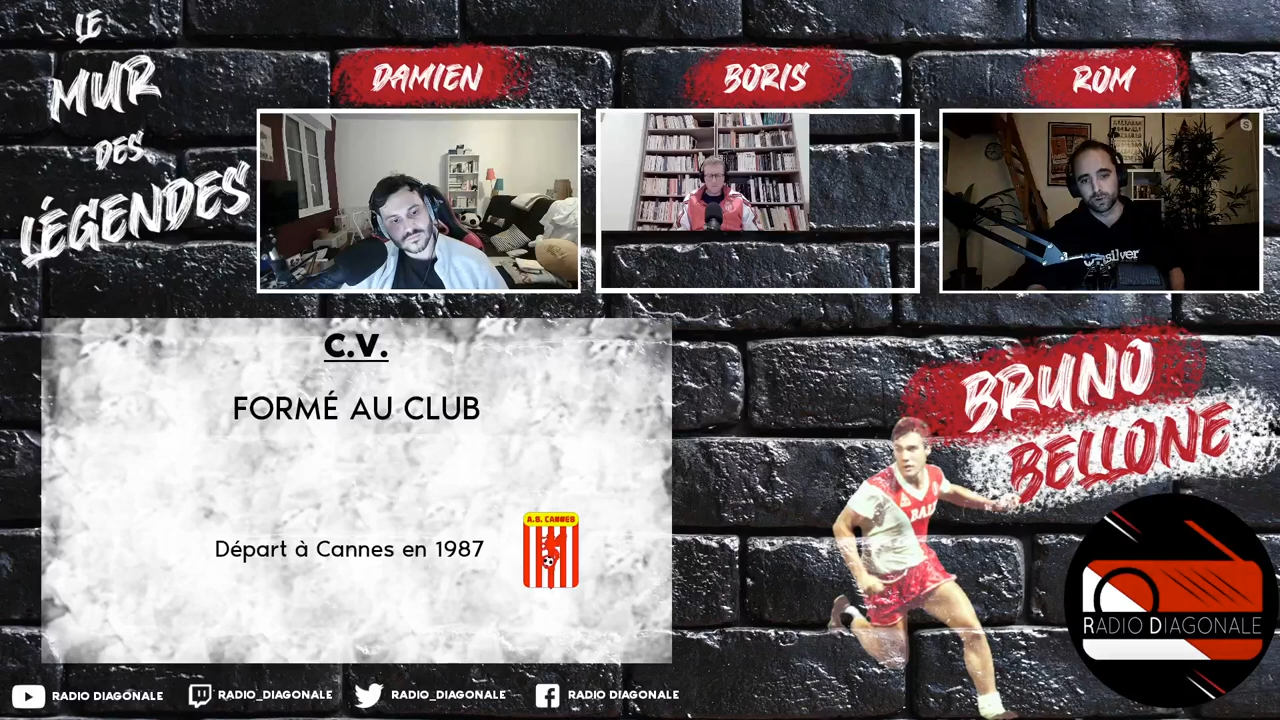 LE
MUR
DES
LÉGENDES
DAMIEN
BORIS
ROM
C.V.
FORMÉ AU CLUB
Départ à Cannes en 1987
A.S. CANNES
BRUNO
BELLONE
BALLY
RADIO DIAGONALE
RADIO DIAGONALE
RADIO_DIAGONALE
RADIO_DIAGONALE
RADIO DIAGONALE